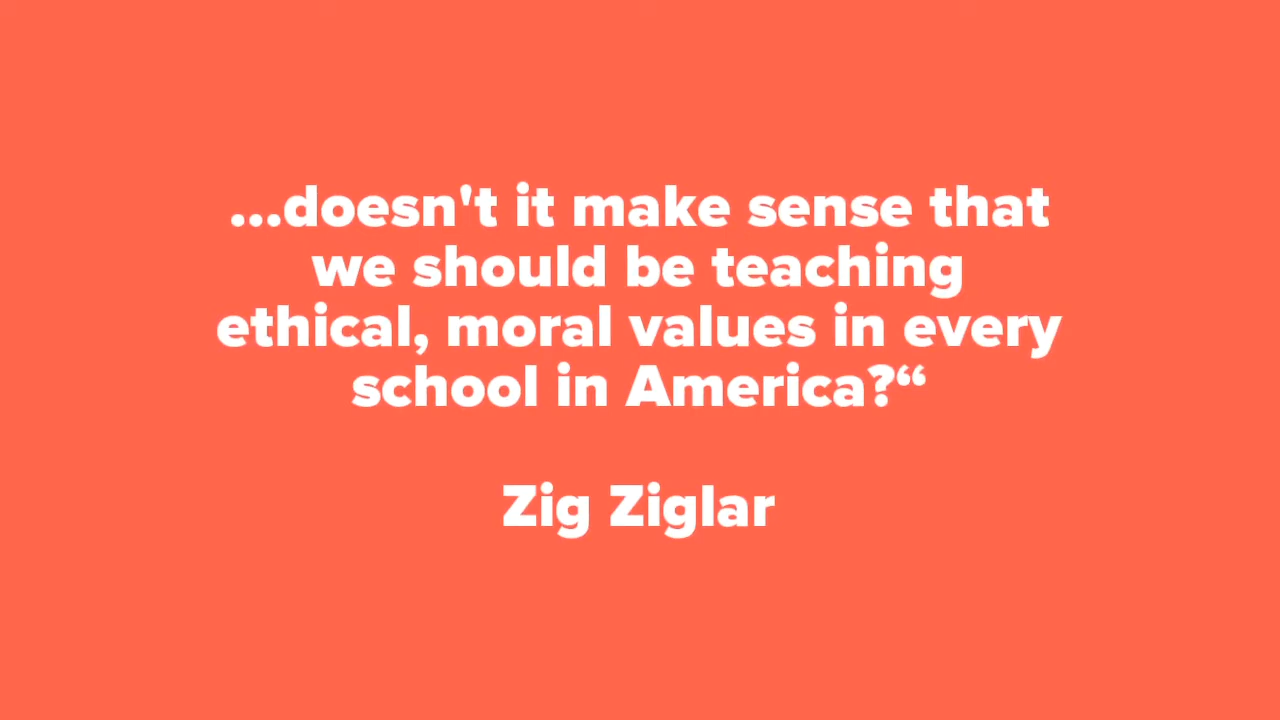 ...doesn't it make sense that
we should be teaching
ethical, moral values in every
school in America?“
Zig Ziglar